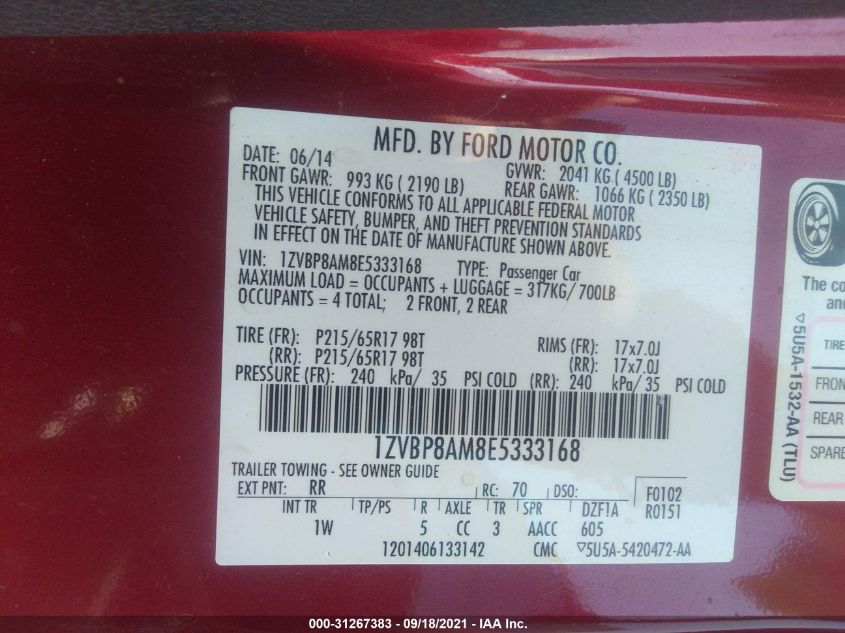 MFD. BY FORD MOTOR CO.
DATE: 06/14 GVWR: 2041 KG ( 4500 LB)
FRONT GAWR: 993 KG ( 2190 LB) REAR GAWR: 1066 KG ( 2350 LB)
THIS VEHICLE CONFORMS TO ALL APPLICABLE FEDERAL MOTOR
VEHICLE SAFETY, BUMPER, AND THEFT PREVENTION STANDARDS
IN EFFECT ON THE DATE OF MANUFACTURE SHOWN ABOVE.
VIN: 1ZVBP8AM8E5333168 TYPE: Passenger Car
MAXIMUM LOAD = OCCUPANTS + LUGGAGE = 317KG/ 700LB
OCCUPANTS = 4 TOTAL; 2 FRONT, 2 REAR
TIRE (FR): P215/65R17 98T RIMS (FR): 17x7.0J
(RR): P215/65R17 98T (RR): 17x7.0J
PRESSURE (FR): 240 kPa/ 35 PSI COLD (RR): 240 kPa/ 35 PSI COLD
1ZVBP8AM8E5333168
TRAILER TOWING - SEE OWNER GUIDE
EXT PNT: RR RC: 70 DSO: F0102
INT TR TP/PS R AXLE TR SPR DZF1A R0151
1W 5 CC 3 AACC 605
1201406133142 CMC ▽5U5A-5420472-AA
The co
an
▽5U5A-1532-AA (TLU)
TIRE
FRON
REAR
SPARE
000-31267383 - 09/18/2021 - IAA Inc.